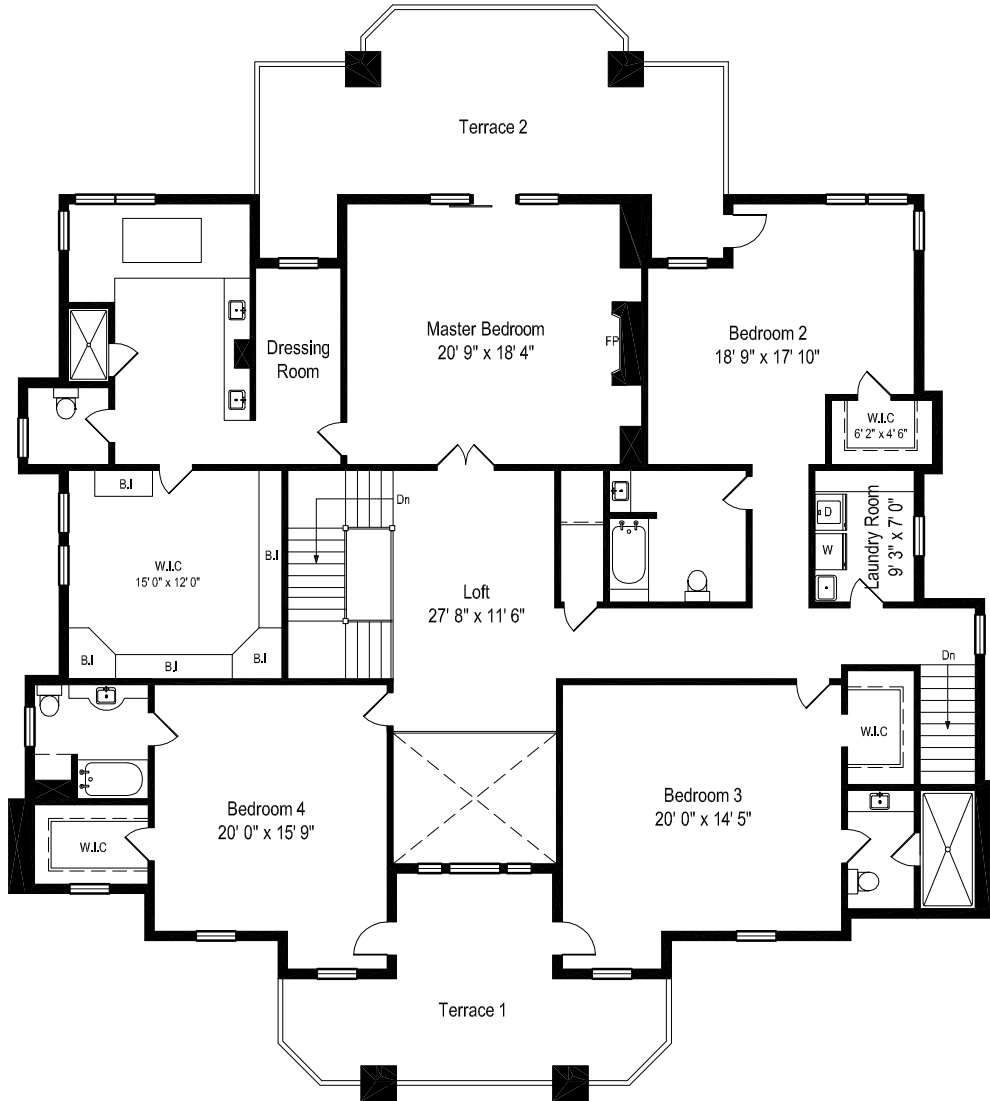 Terrace 2
Master Bedroom
20' 9" x 18' 4"
FP
Dressing
Room
Bedroom 2
18' 9" x 17' 10"
W.I.C
6' 2" x 4' 6"
B.I
B.I
W.I.C
15' 0" x 12' 0"
B.I
B.I
B.I
Dn
Loft
27' 8" x 11' 6"
D
W
Laundry Room
9' 3" x 7' 0"
Dn
W.I.C
Bedroom 4
20' 0" x 15' 9"
W.I.C
Bedroom 3
20' 0" x 14' 5"
Terrace 1